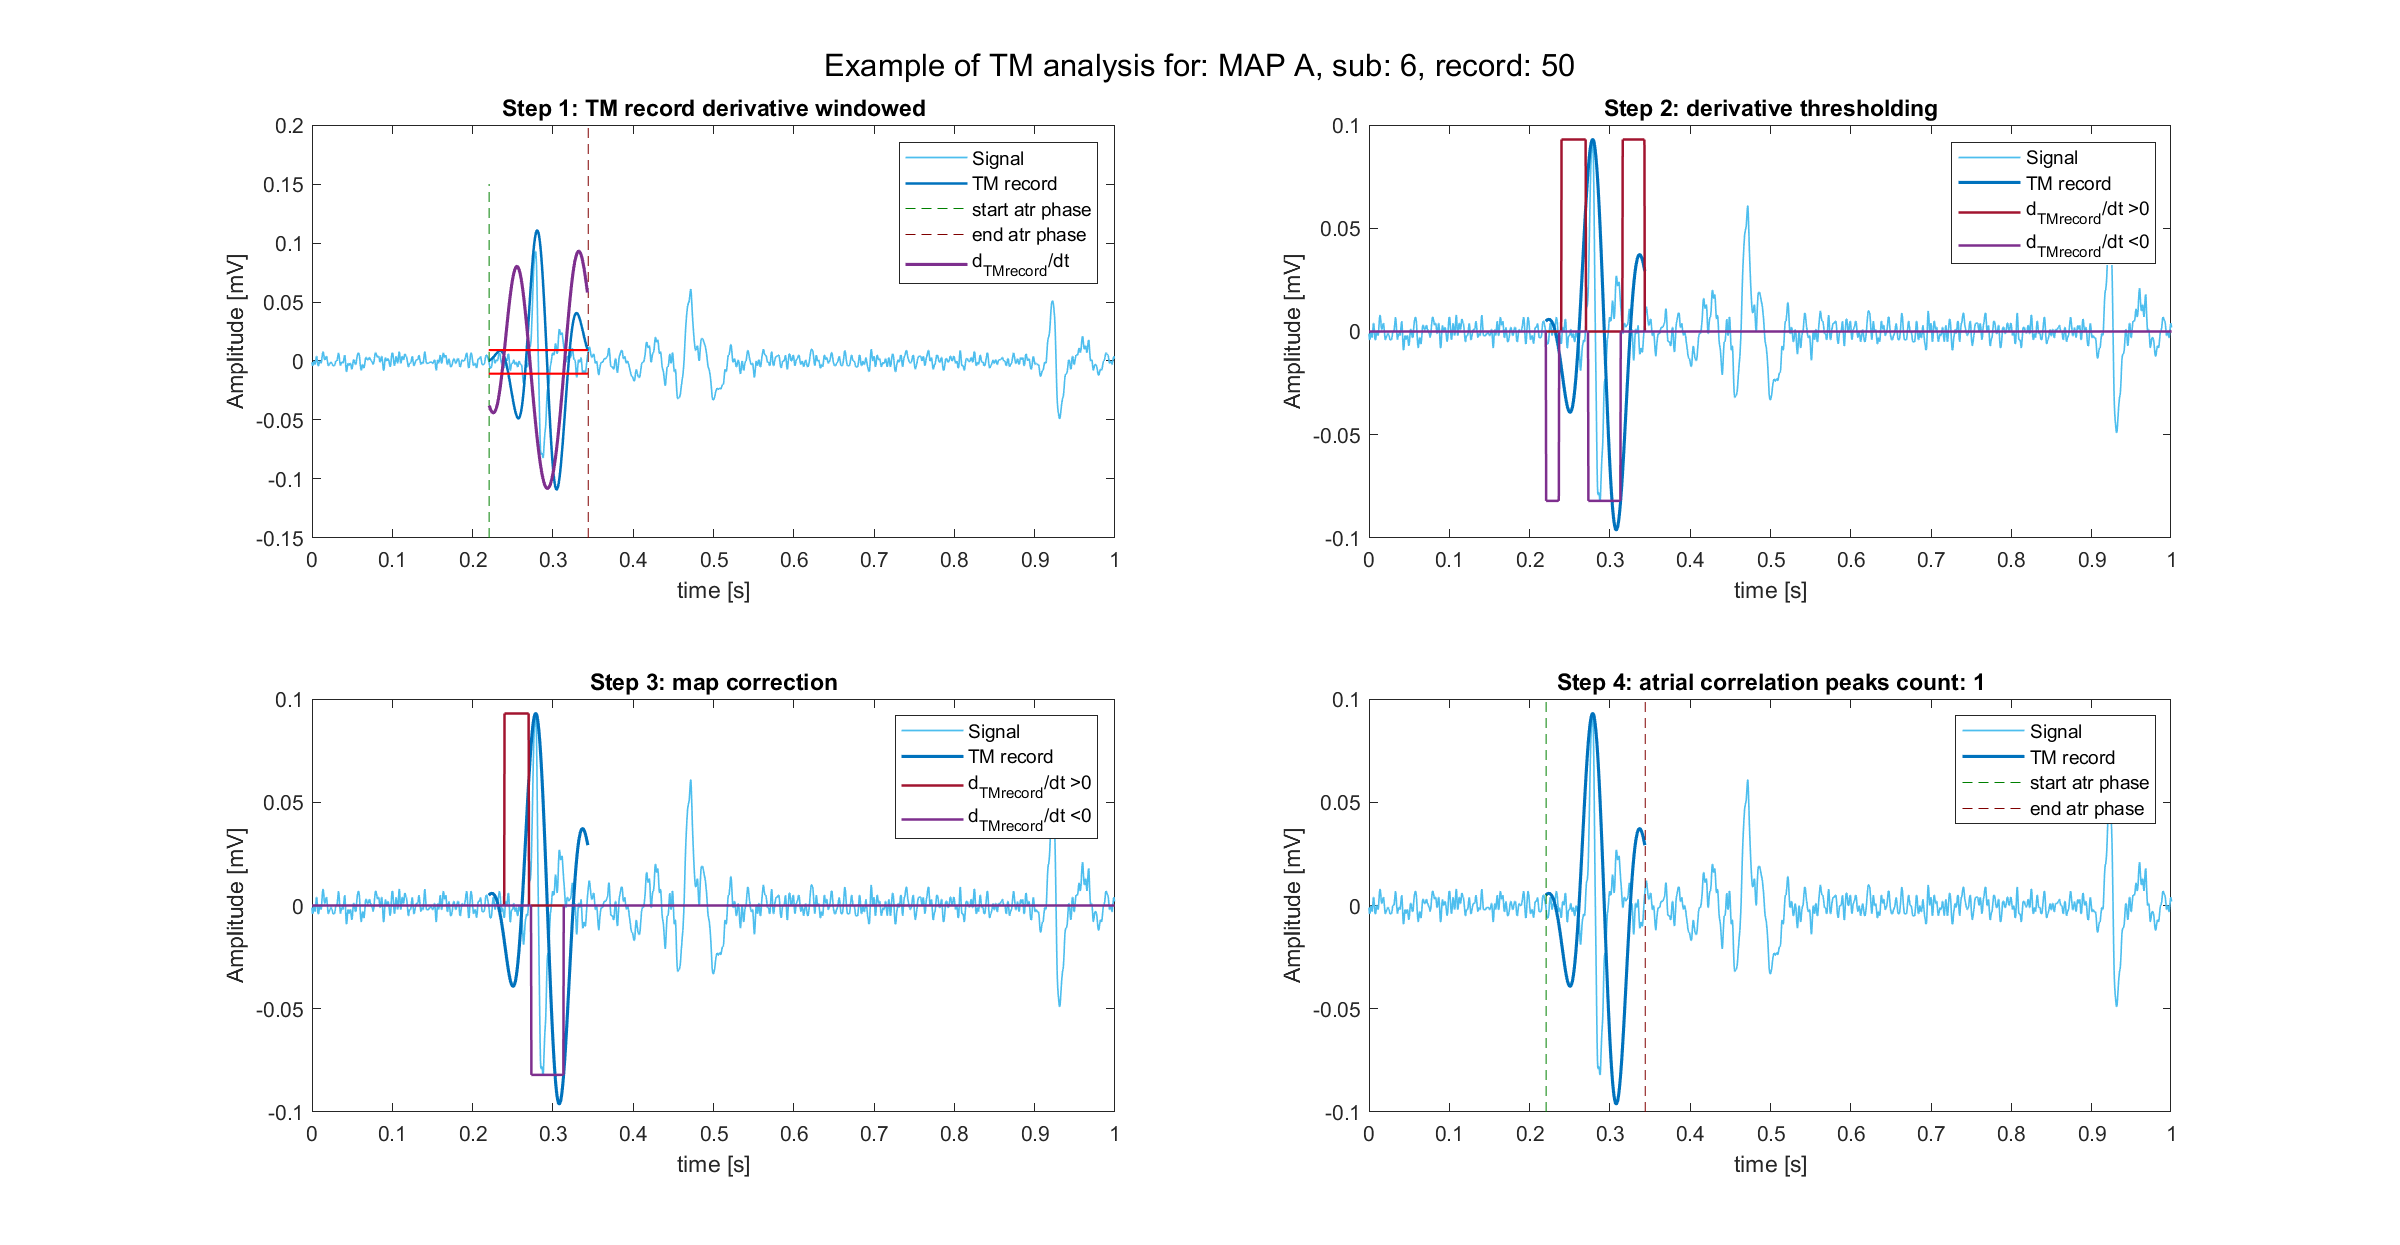 Example of TM analysis for: MAP A, sub: 6, record: 50
Step 1: TM record derivative windowed
0.2
0.15
0.1
0.05
0
-0.05
-0.1
-0.15
Amplitude [mV]
0 0.1 0.2 0.3 0.4 0.5 0.6 0.7 0.8 0.9 1
time [s]
Signal
TM record
start atr phase
end atr phase
dTMrecord/dt
Step 2: derivative thresholding
0.1
0.05
0
-0.05
-0.1
Amplitude [mV]
0 0.1 0.2 0.3 0.4 0.5 0.6 0.7 0.8 0.9 1
time [s]
Signal
TM record
dTMrecord/dt >0
dTMrecord/dt <0
Step 3: map correction
0.1
0.05
0
-0.05
-0.1
Amplitude [mV]
0 0.1 0.2 0.3 0.4 0.5 0.6 0.7 0.8 0.9 1
time [s]
Signal
TM record
dTMrecord/dt >0
dTMrecord/dt <0
Step 4: atrial correlation peaks count: 1
0.1
0.05
0
-0.05
-0.1
Amplitude [mV]
0 0.1 0.2 0.3 0.4 0.5 0.6 0.7 0.8 0.9 1
time [s]
Signal
TM record
start atr phase
end atr phase